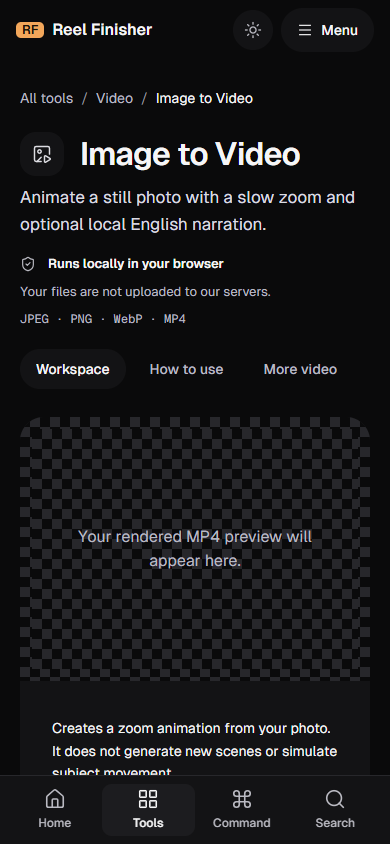 RF Reel Finisher Menu
All tools / Video / Image to Video
Image to Video
Animate a still photo with a slow zoom and
optional local English narration.
Runs locally in your browser
Your files are not uploaded to our servers.
JPEG · PNG · WebP · MP4
Workspace How to use More video
Your rendered MP4 preview will
appear here.
Creates a zoom animation from your photo.
It does not generate new scenes or simulate
subject movement.
Home Tools Command Search